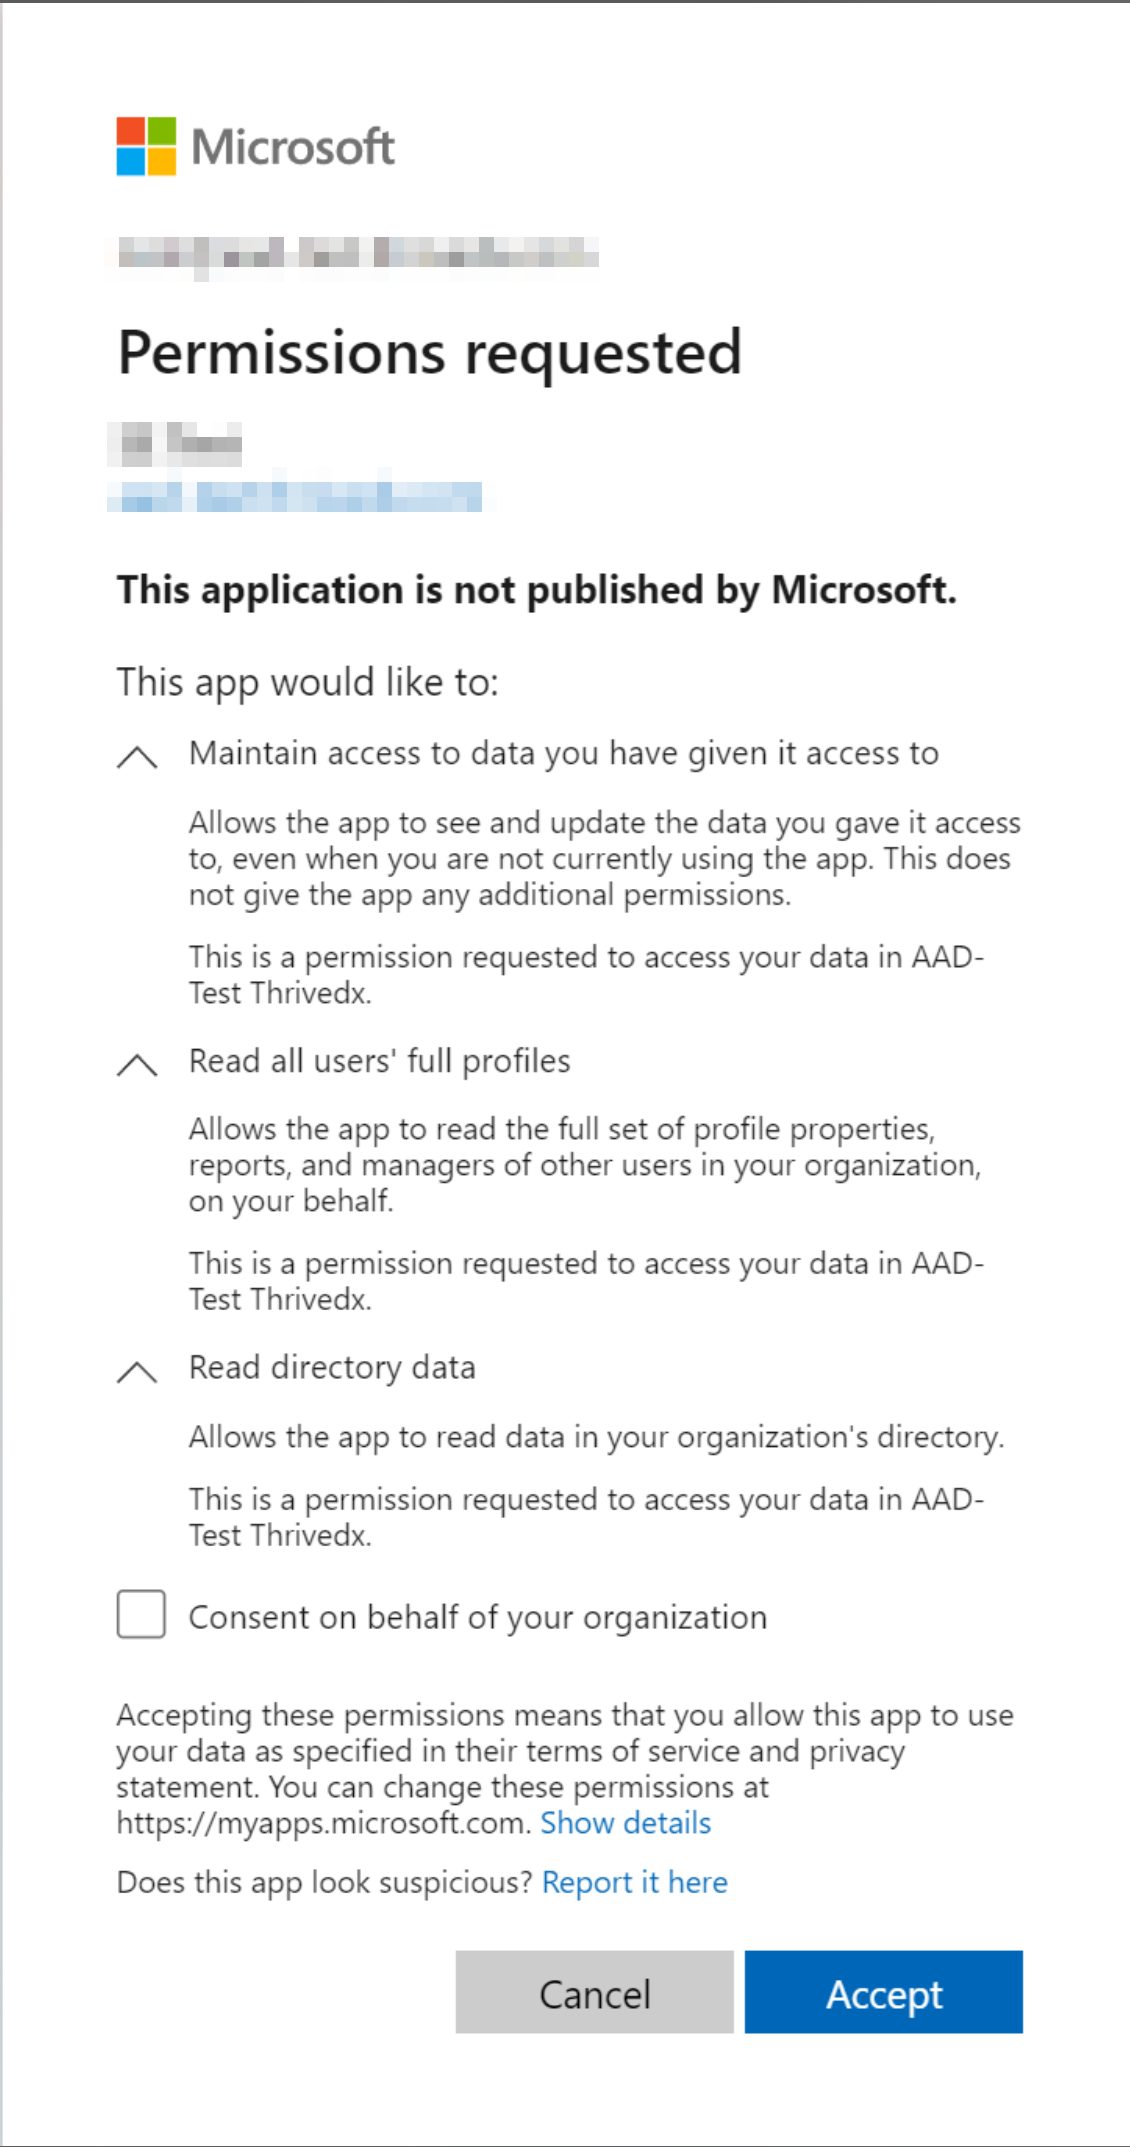 Microsoft
Permissions requested
This application is not published by Microsoft.
This app would like to:
Maintain access to data you have given it access to
Allows the app to see and update the data you gave it access
to, even when you are not currently using the app. This does
not give the app any additional permissions.
This is a permission requested to access your data in AAD-
Test Thrivedx.
Read all users' full profiles
Allows the app to read the full set of profile properties,
reports, and managers of other users in your organization,
on your behalf.
This is a permission requested to access your data in AAD-
Test Thrivedx.
Read directory data
Allows the app to read data in your organization's directory.
This is a permission requested to access your data in AAD-
Test Thrivedx.
Consent on behalf of your organization
Accepting these permissions means that you allow this app to use
your data as specified in their terms of service and privacy
statement. You can change these permissions at
https://myapps.microsoft.com. Show details
Does this app look suspicious? Report it here
Cancel Accept